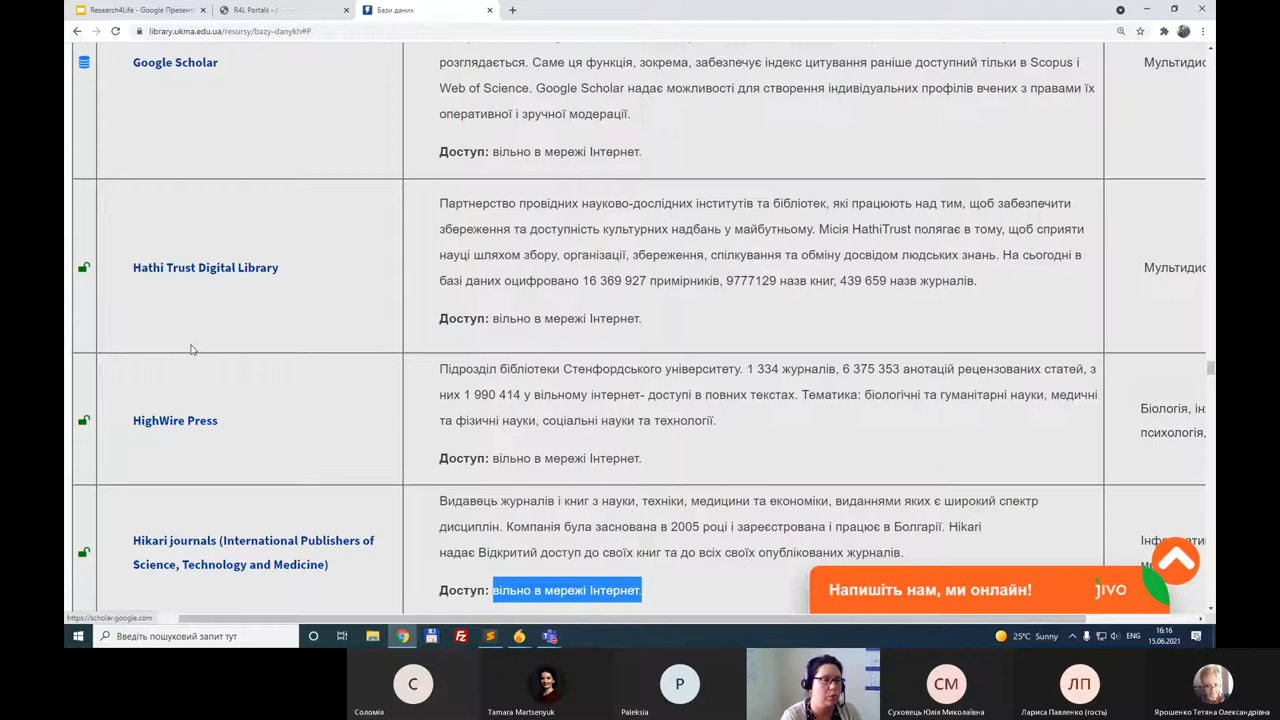 Research4Life - Google Презент
R4L Portals -
Бази даних
library.ukma.edu.ua/resursy/bazy-danykh#P
Google Scholar
розглядається. Саме ця функція, зокрема, забезпечує індекс цитування раніше доступний тільки в Scopus і
Web of Science. Google Scholar надає можливості для створення індивідуальних профілів вчених з правами їх
оперативної і зручної модерації.
Доступ: вільно в мережі Інтернет.
Мультидис
Hathi Trust Digital Library
Партнерство провідних науково-дослідних інститутів та бібліотек, які працюють над тим, щоб забезпечити
збереження та доступність культурних надбань у майбутньому. Місія HathiTrust полягає в тому, щоб сприяти
науці шляхом збору, організації, збереження, спілкування та обміну досвідом людських знань. На сьогодні в
базі даних оцифровано 16 369 927 примірників, 9777129 назв книг, 439 659 назв журналів.
Доступ: вільно в мережі Інтернет.
Мультидис
HighWire Press
Підрозділ бібліотеки Стенфордського університету. 1 334 журналів, 6 375 353 анотацій рецензованих статей, з
них 1 990 414 у вільному інтернет- доступі в повних текстах. Тематика: біологічні та гуманітарні науки, медичні
та фізичні науки, соціальні науки та технології.
Доступ: вільно в мережі Інтернет.
Біологія, ін
психологія,
Hikari journals (International Publishers of
Science, Technology and Medicine)
Видавець журналів і книг з науки, техніки, медицини та економіки, виданнями яких є широкий спектр
дисциплін. Компанія була заснована в 2005 році і зареєстрована і працює в Болгарії. Hikari
надає Відкритий доступ до своїх книг та до всіх своїх опублікованих журналів.
Доступ: вільно в мережі Інтернет.
Напишіть нам, ми онлайн!
jivo
https://scholar.google.com
Введіть пошуковий запит тут
25°C Sunny
ENG
16:16
15.06.2021
С
Соломія
Tamara Martsenyuk
P
Paleksia
СМ
Суховець Юлія Миколаївна
ЛП
Лариса Павленко (гость)
Ярошенко Тетяна Олександрівна